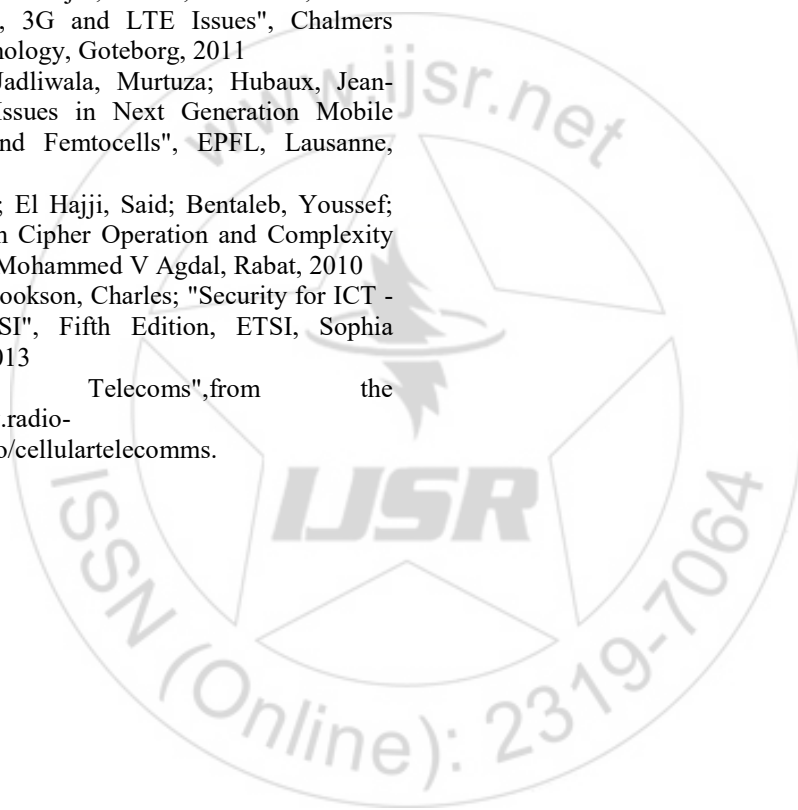 , 3G and LTE Issues", Chalmers
nology, Goteborg, 2011
Jadliwala, Murtuza; Hubaux, Jean-
Issues in Next Generation Mobile
nd Femtocells", EPFL, Lausanne,
; El Hajji, Said; Bentaleb, Youssef;
n Cipher Operation and Complexity
Mohammed V Agdal, Rabat, 2010
ookson, Charles; "Security for ICT -
SI", Fifth Edition, ETSI, Sophia
013
Telecoms",from the
.radio-
o/cellulartelecomms.
www.ijsr.net
IJSR
ISSN (Online): 2319-7064